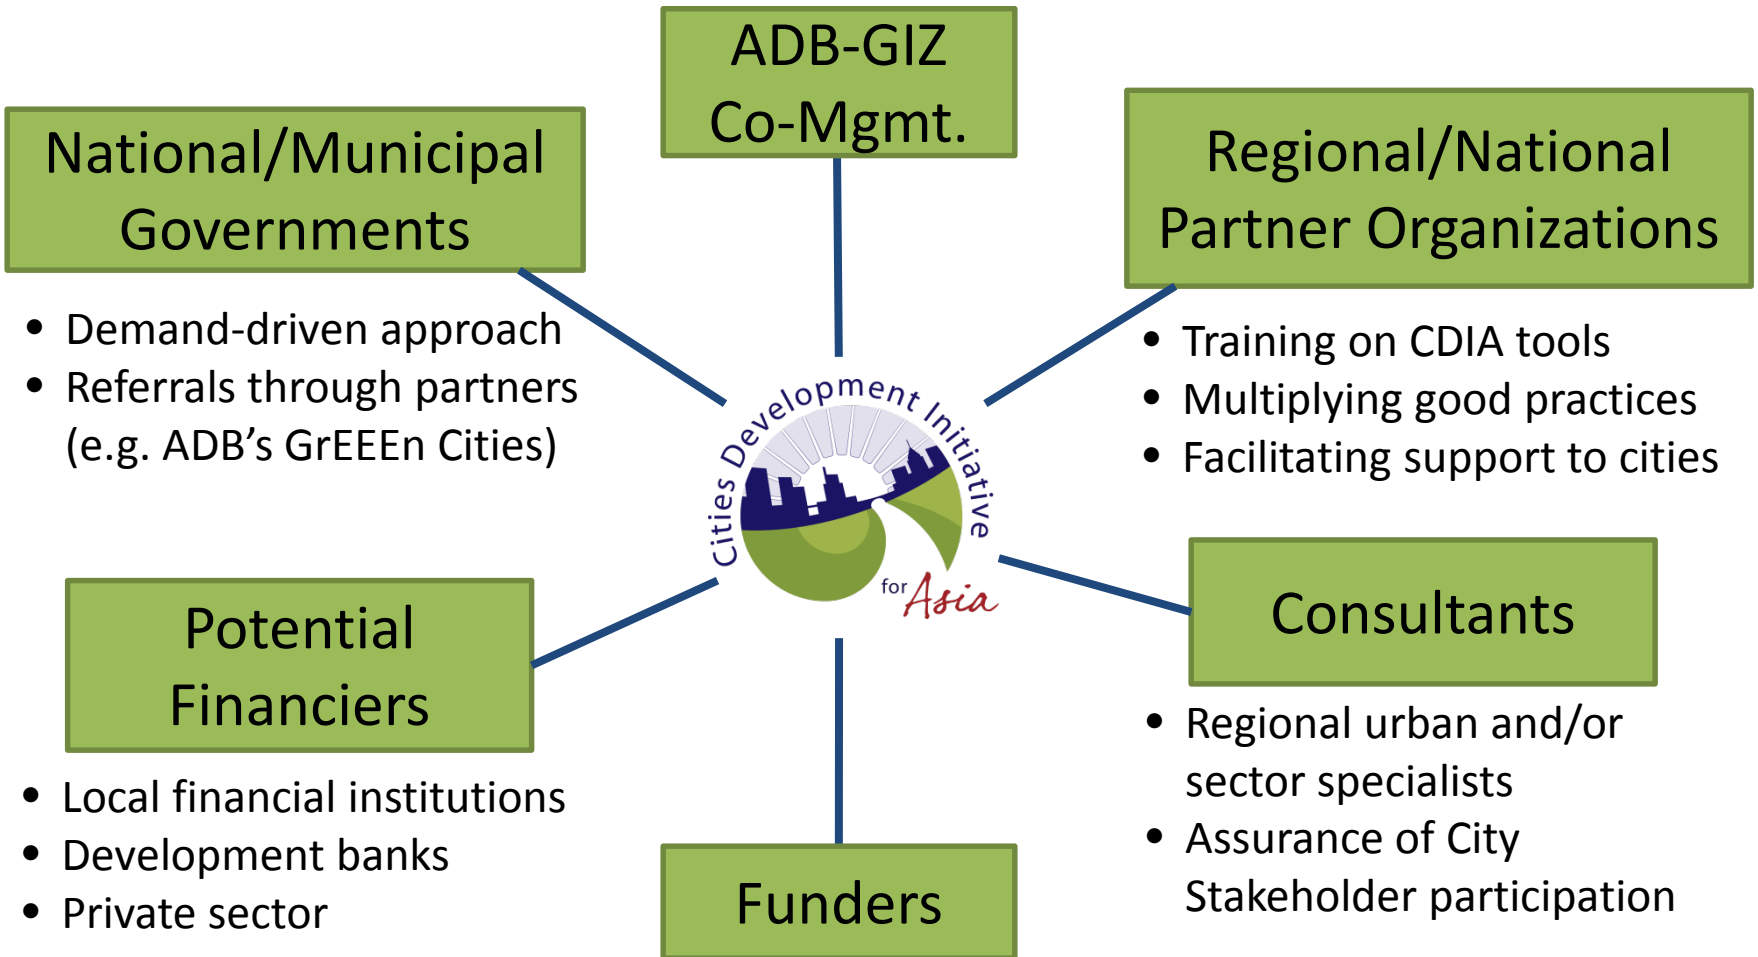 ADB-GIZ
Co-Mgmt.
National/Municipal
Governments
• Demand-driven approach
• Referrals through partners
(e.g. ADB’s GrEEEn Cities)
Regional/National
Partner Organizations
• Training on CDIA tools
• Multiplying good practices
• Facilitating support to cities
Cities Development Initiative
for Asia
Potential
Financiers
• Local financial institutions
• Development banks
• Private sector
Consultants
• Regional urban and/or
sector specialists
• Assurance of City
Stakeholder participation
Funders